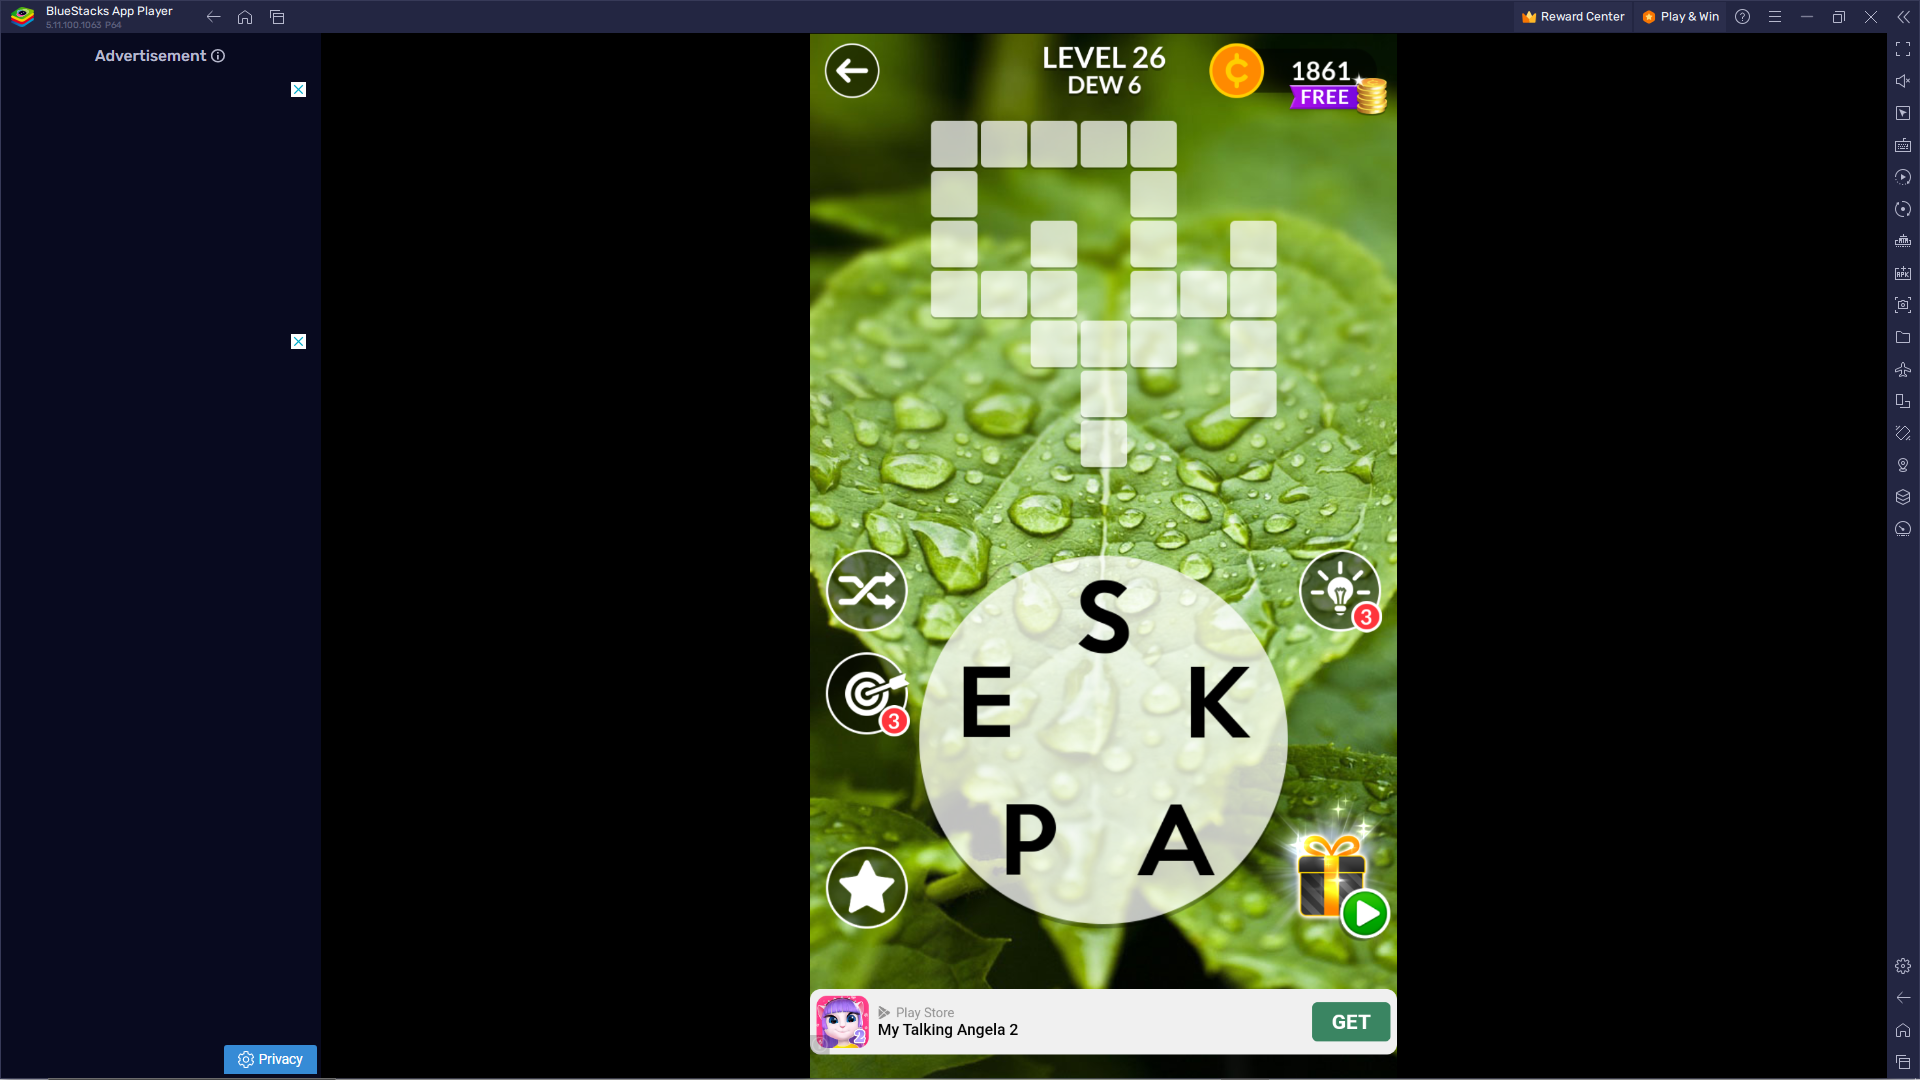 BlueStacks App Player
5.11.100.1063 P64
Reward Center
Play & Win
Advertisement
LEVEL 26
DEW 6
1861
FREE
S
E
K
3
3
P
A
Play Store
My Talking Angela 2
2
GET
Privacy